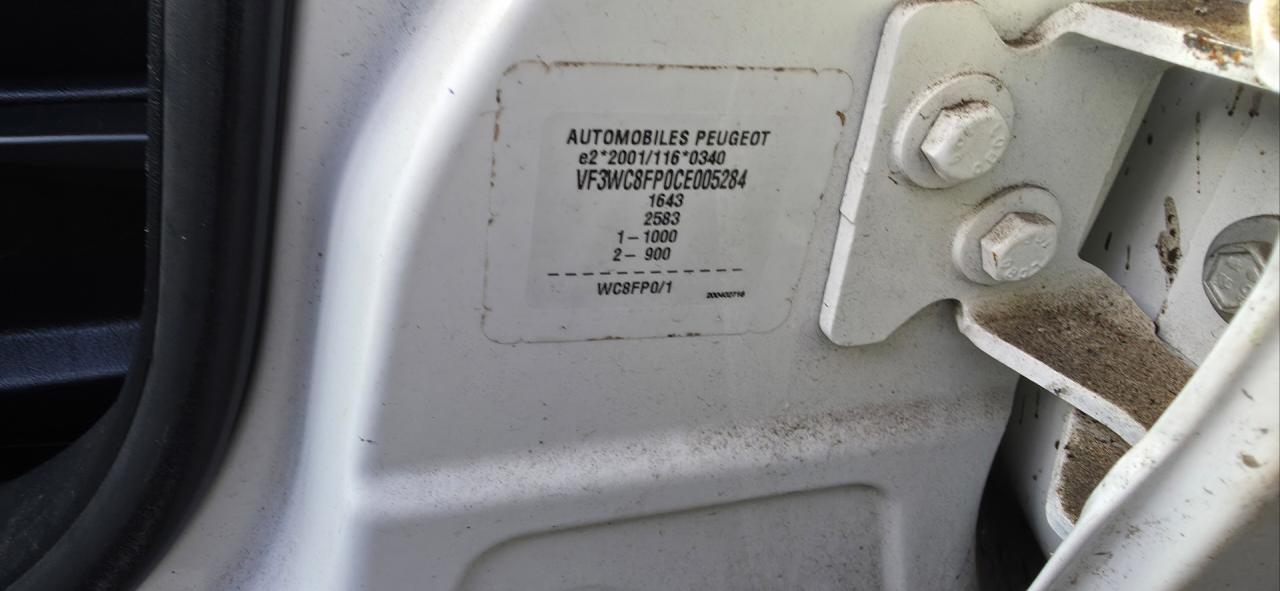 AUTOMOBILES PEUGEOT
e2*2001/116*0340
VF3WC8FP0CE005284
1643
2583
1- 1000
2- 900
WC8FP0/1